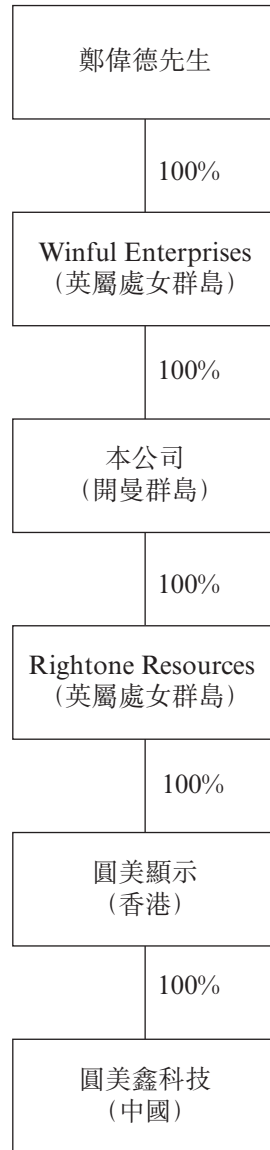 鄭偉德先生
100%
Winful Enterprises
（英屬處女群島）
100%
本公司
（開曼群島）
100%
Rightone Resources
（英屬處女群島）
100%
圓美顯示
（香港）
100%
圓美鑫科技
（中國）